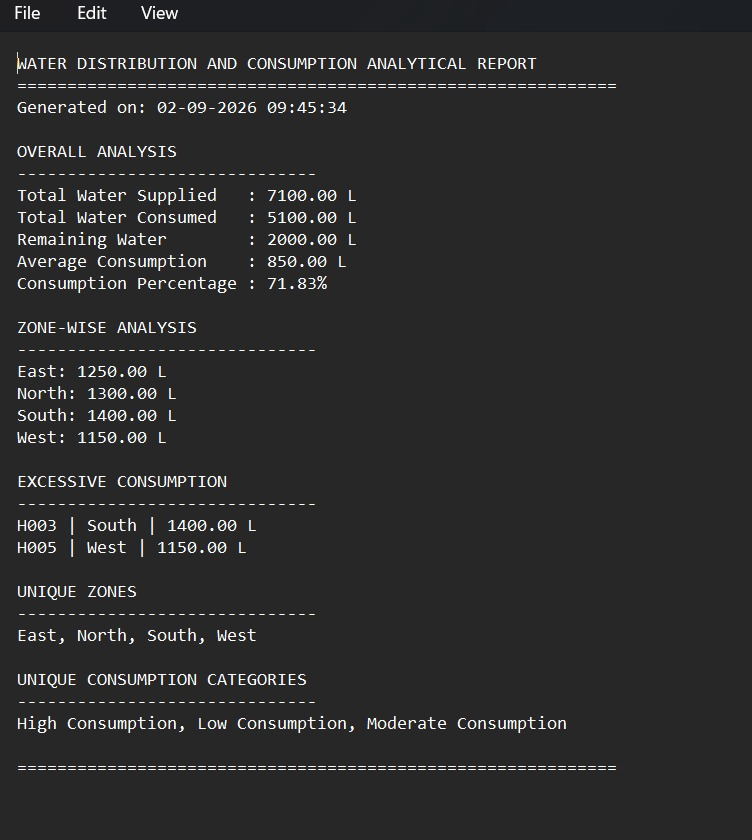 File Edit View
WATER DISTRIBUTION AND CONSUMPTION ANALYTICAL REPORT
============================================================
Generated on: 02-09-2026 09:45:34
OVERALL ANALYSIS
------------------------------
Total Water Supplied   : 7100.00 L
Total Water Consumed   : 5100.00 L
Remaining Water        : 2000.00 L
Average Consumption    : 850.00 L
Consumption Percentage : 71.83%
ZONE-WISE ANALYSIS
------------------------------
East: 1250.00 L
North: 1300.00 L
South: 1400.00 L
West: 1150.00 L
EXCESSIVE CONSUMPTION
------------------------------
H003 | South | 1400.00 L
H005 | West | 1150.00 L
UNIQUE ZONES
------------------------------
East, North, South, West
UNIQUE CONSUMPTION CATEGORIES
------------------------------
High Consumption, Low Consumption, Moderate Consumption
============================================================